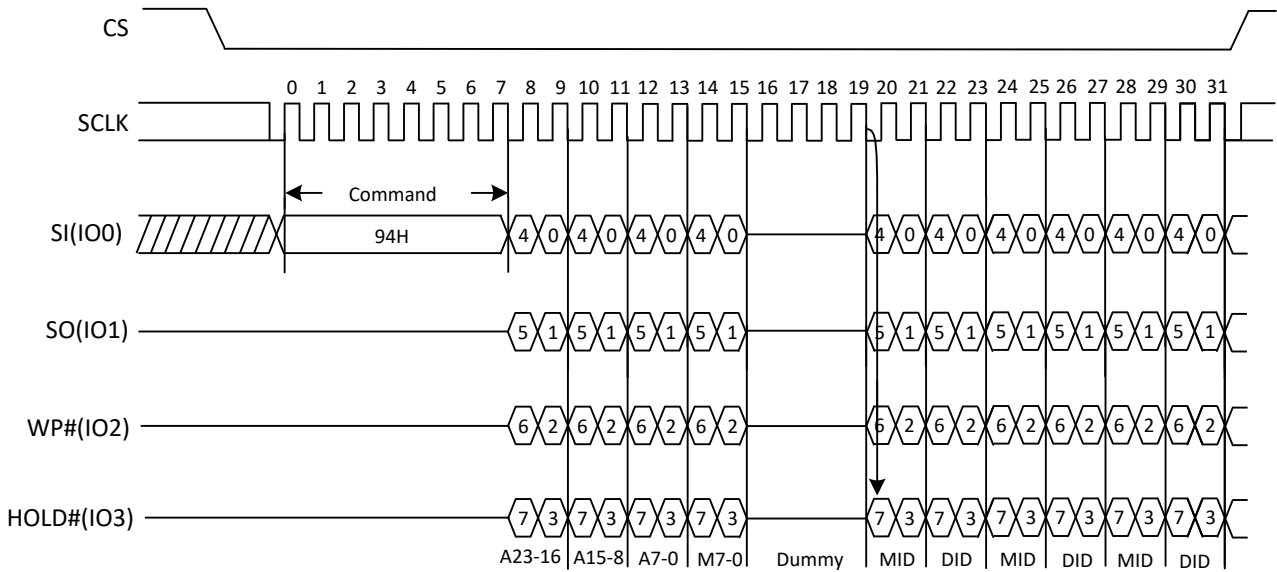 CS
0 1 2 3 4 5 6 7 8 9 10 11 12 13 14 15 16 17 18 19 20 21 22 23 24 25 26 27 28 29 30 31
SCLK
Command
SI(IO0) 94H 4 0 4 0 4 0 4 0 4 0 4 0 4 0 4 0 4 0 4 0
SO(IO1) 5 1 5 1 5 1 5 1 5 1 5 1 5 1 5 1 5 1 5 1
WP#(IO2) 6 2 6 2 6 2 6 2 6 2 6 2 6 2 6 2 6 2 6 2
HOLD#(IO3) 7 3 7 3 7 3 7 3 7 3 7 3 7 3 7 3 7 3 7 3
A23-16 A15-8 A7-0 M7-0 Dummy MID DID MID DID MID DID